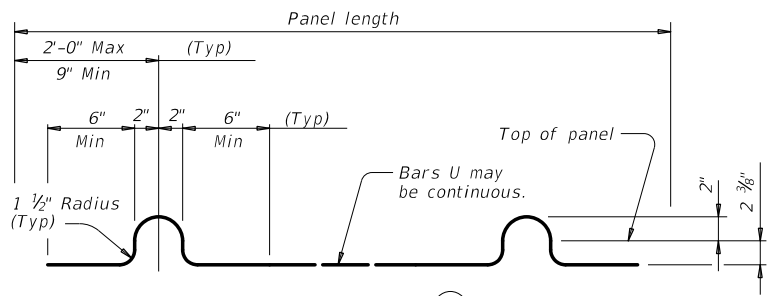 Panel length
2'-0" Max
(Typ)
9" Min
6"
2"
2"
6"
(Typ)
Min
Min
Top of panel
Bars U may
be continuous.
1 ½" Radius
(Typ)
2"
2 ⅜"